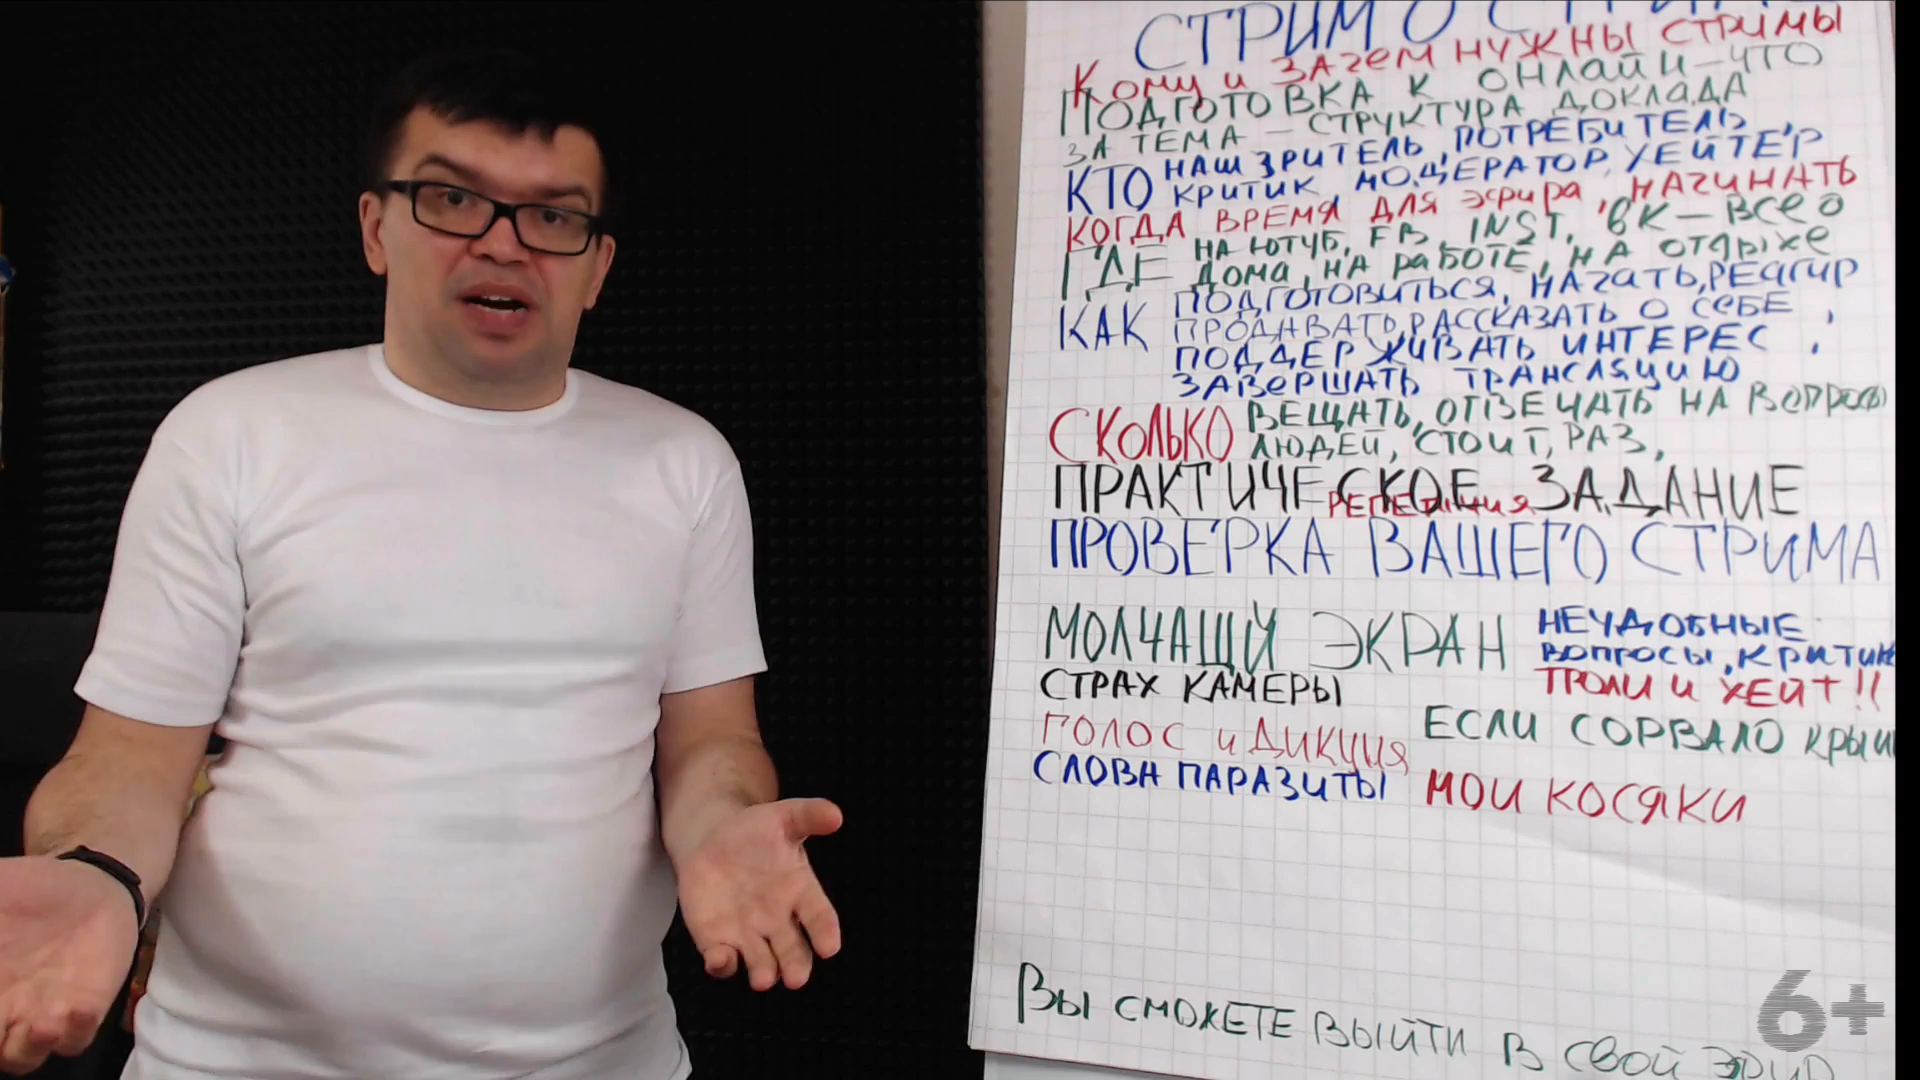 СТРИМ О
Кому и ЗАЧЕМ НУЖНЫ СТРИМЫ
ПОДГОТОВКА К ОНЛАЙН - ЧТО
ЗА ТЕМА - СТРУКТУРА ДОКЛАДА
КТО НАШ ЗРИТЕЛЬ, ПОТРЕБИТЕЛЬ,
КРИТИК, МОДЕРАТОР, ХЕЙТЕР
КОГДА ВРЕМЯ ДЛЯ эфира, НАЧИНАТЬ
ГДЕ НА ЮТУБ, FB, INST, ВК - ВСЕ О
ДОМА, НА РАБОТЕ, НА ОТДЫХЕ
КАК ПОДГОТОВИТЬСЯ, НАЧАТЬ, РЕАГИР
ПРОДАВАТЬ, РАССКАЗАТЬ О СЕБЕ,
ПОДДЕРЖИВАТЬ ИНТЕРЕС,
ЗАВЕРШАТЬ ТРАНСЛЯЦИЮ
СКОЛЬКО ВЕЩАТЬ, ОТВЕЧАТЬ НА ВОПРОСЫ
ЛЮДЕЙ, СТОИТ, РАЗ,
ПРАКТИЧЕСКОЕ ЗАДАНИЕ
РЕПЕТИЦИЯ
ПРОВЕРКА ВАШЕГО СТРИМА
МОЛЧАЩИЙ ЭКРАН
НЕУДОБНЫЕ
ВОПРОСЫ, КРИТИК
СТРАХ КАМЕРЫ
ТРОЛИ И ХЕЙТ!!
ГОЛОС И ДИКЦИЯ
ЕСЛИ СОРВАЛО КРЫШ
СЛОВА ПАРАЗИТЫ
МОИ КОСЯКИ
ВЫ СМОЖЕТЕ ВЫЙТИ В СВОЙ ЭФИР
6+